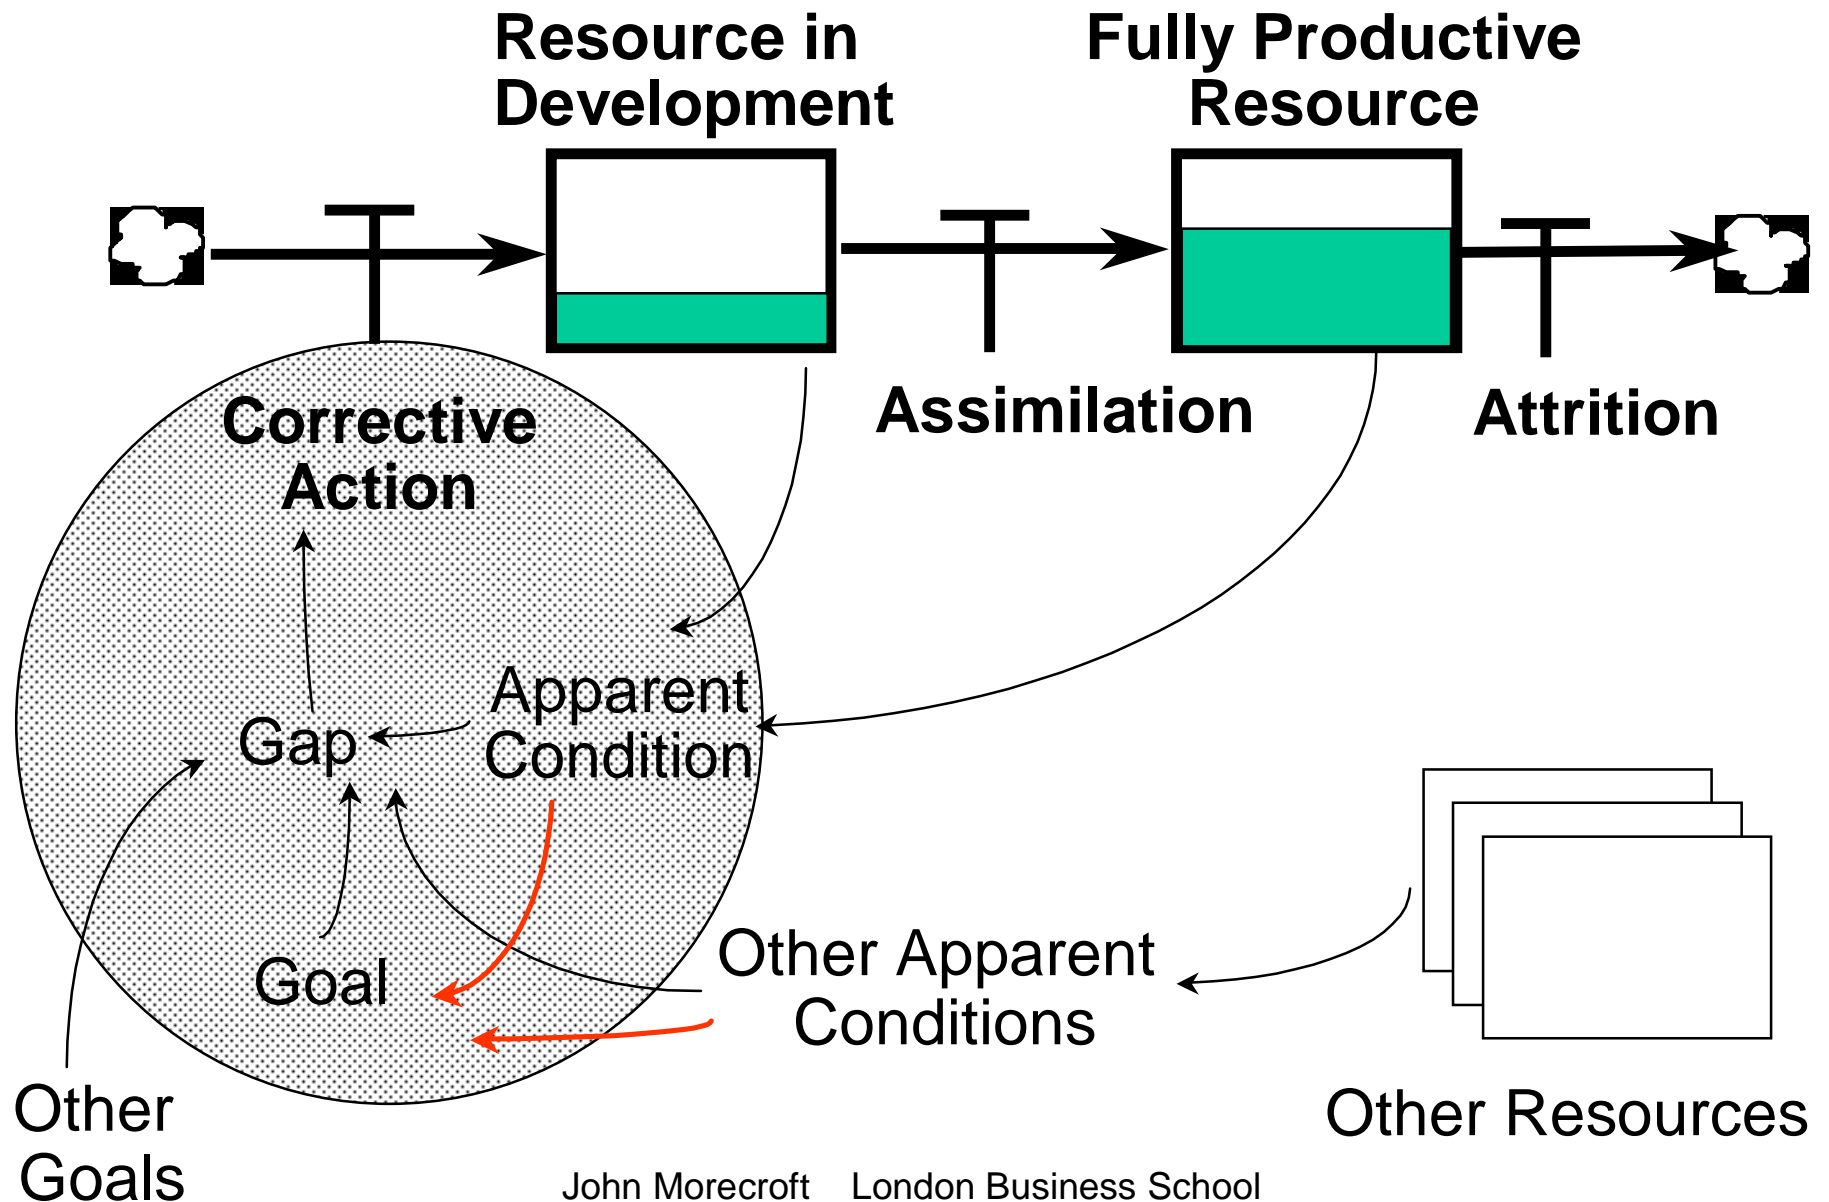 Resource in
Development
Fully Productive
Resource
Corrective
Action
Assimilation
Attrition
Apparent
Condition
Gap
Goal
Other Apparent
Conditions
Other
Goals
Other Resources
John Morecroft London Business School